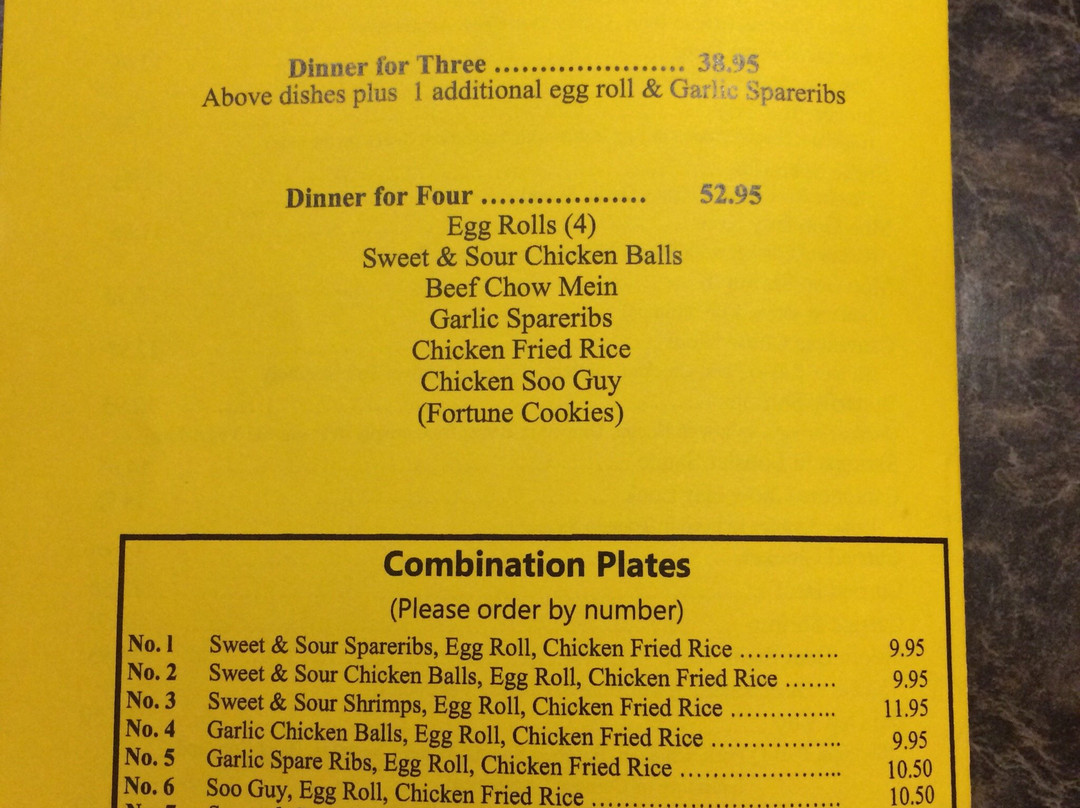 Dinner for Three ..................... 38.95
Above dishes plus 1 additional egg roll & Garlic Spareribs
Dinner for Four .................. 52.95
Egg Rolls (4)
Sweet & Sour Chicken Balls
Beef Chow Mein
Garlic Spareribs
Chicken Fried Rice
Chicken Soo Guy
(Fortune Cookies)
Combination Plates
(Please order by number)
No. 1 Sweet & Sour Spareribs, Egg Roll, Chicken Fried Rice ............. 9.95
No. 2 Sweet & Sour Chicken Balls, Egg Roll, Chicken Fried Rice ....... 9.95
No. 3 Sweet & Sour Shrimps, Egg Roll, Chicken Fried Rice .............. 11.95
No. 4 Garlic Chicken Balls, Egg Roll, Chicken Fried Rice ................. 9.95
No. 5 Garlic Spare Ribs, Egg Roll, Chicken Fried Rice ..................... 10.50
No. 6 Soo Guy, Egg Roll, Chicken Fried Rice ................................. 10.50